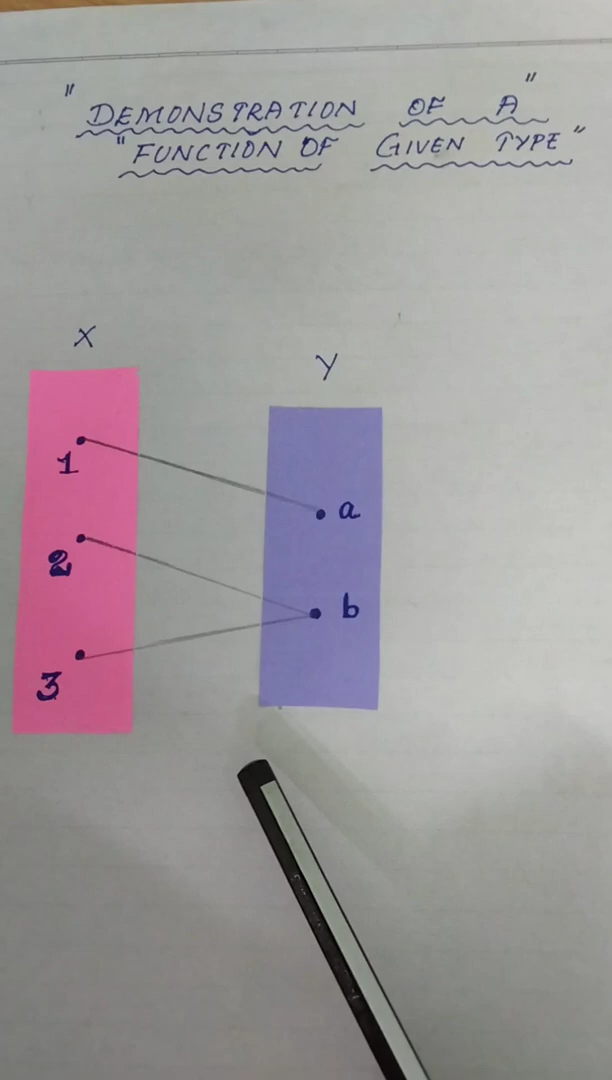 "DEMONSTRATION OF A"
"FUNCTION OF GIVEN TYPE"
X
Y
1
a
2
b
3